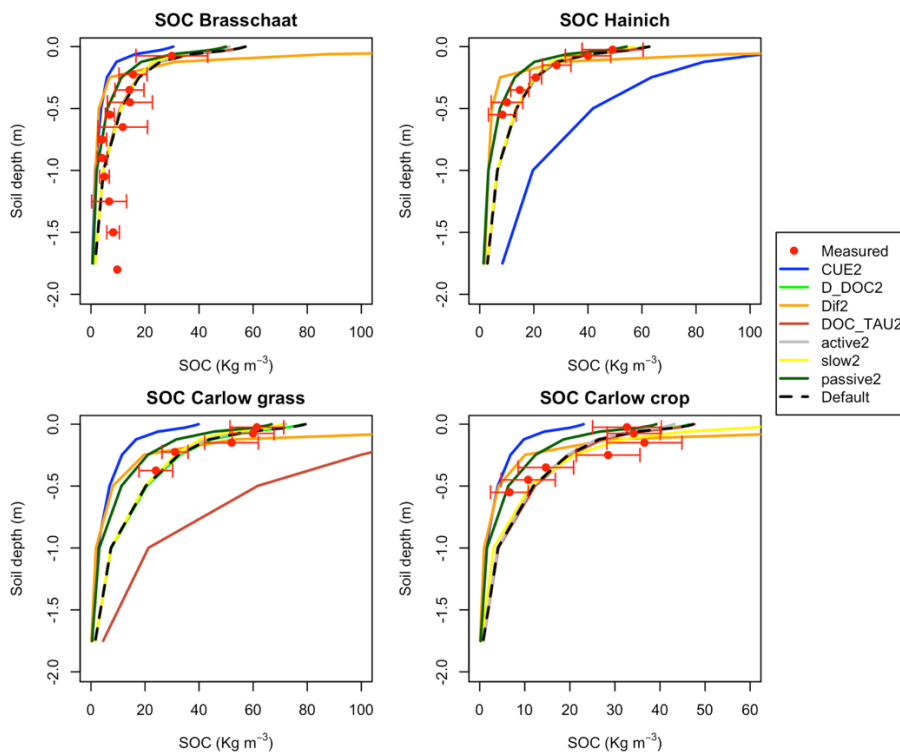 SOC Brasschaat
Soil depth (m)
0.0
-0.5
-1.0
-1.5
-2.0
0 20 40 60 80 100
SOC (Kg m⁻³)
SOC Hainich
Soil depth (m)
0.0
-0.5
-1.0
-1.5
-2.0
0 20 40 60 80 100
SOC (Kg m⁻³)
Measured
CUE2
D_DOC2
Dif2
DOC_TAU2
active2
slow2
passive2
Default
SOC Carlow grass
Soil depth (m)
0.0
-0.5
-1.0
-1.5
-2.0
0 20 40 60 80 100
SOC (Kg m⁻³)
SOC Carlow crop
Soil depth (m)
0.0
-0.5
-1.0
-1.5
-2.0
0 10 20 30 40 50 60
SOC (Kg m⁻³)